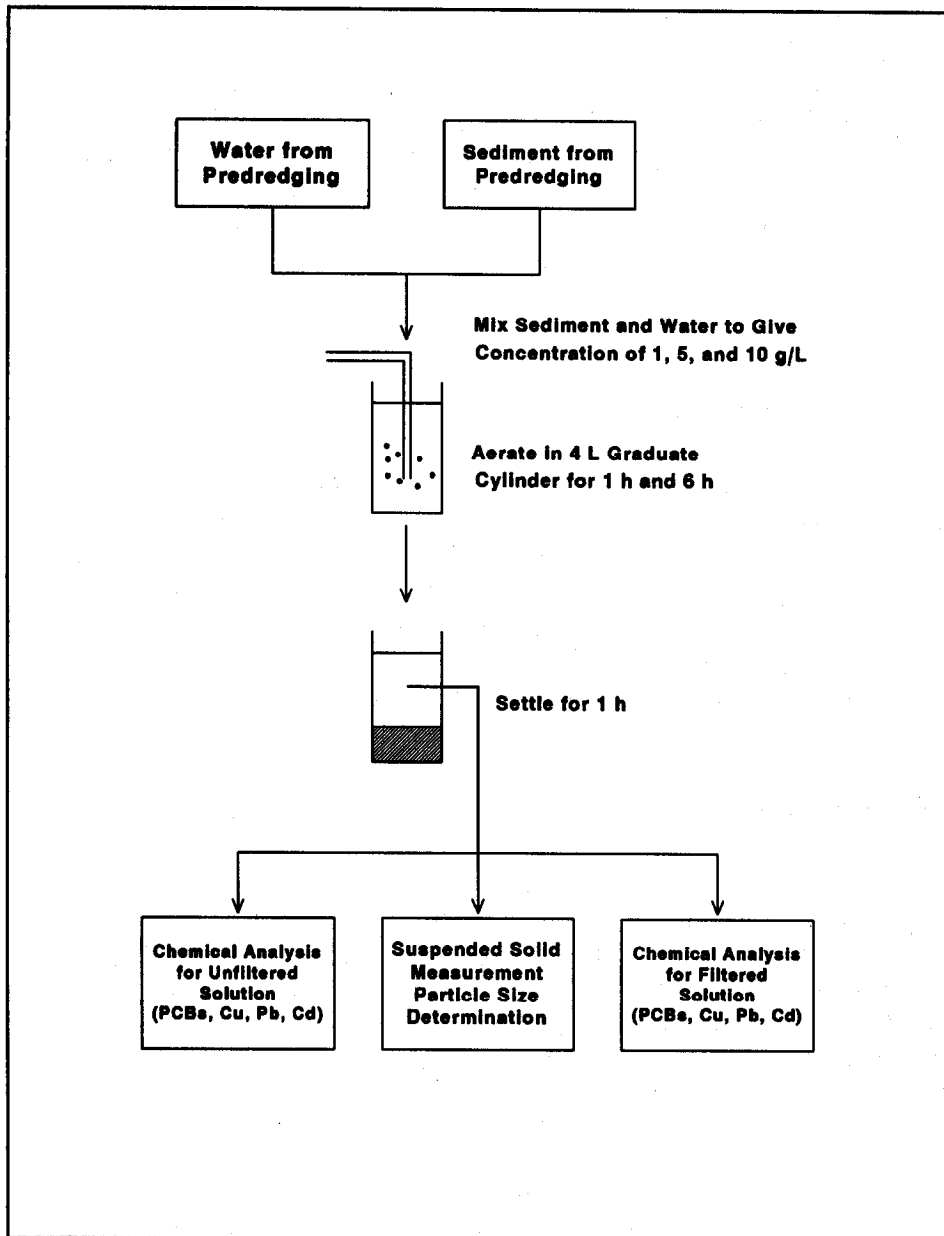 Water from
Predredging
Sediment from
Predredging
Mix Sediment and Water to Give
Concentration of 1, 5, and 10 g/L
Aerate in 4 L Graduate
Cylinder for 1 h and 6 h
Settle for 1 h
Chemical Analysis
for Unfiltered
Solution
(PCBs, Cu, Pb, Cd)
Suspended Solid
Measurement
Particle Size
Determination
Chemical Analysis
for Filtered
Solution
(PCBs, Cu, Pb, Cd)